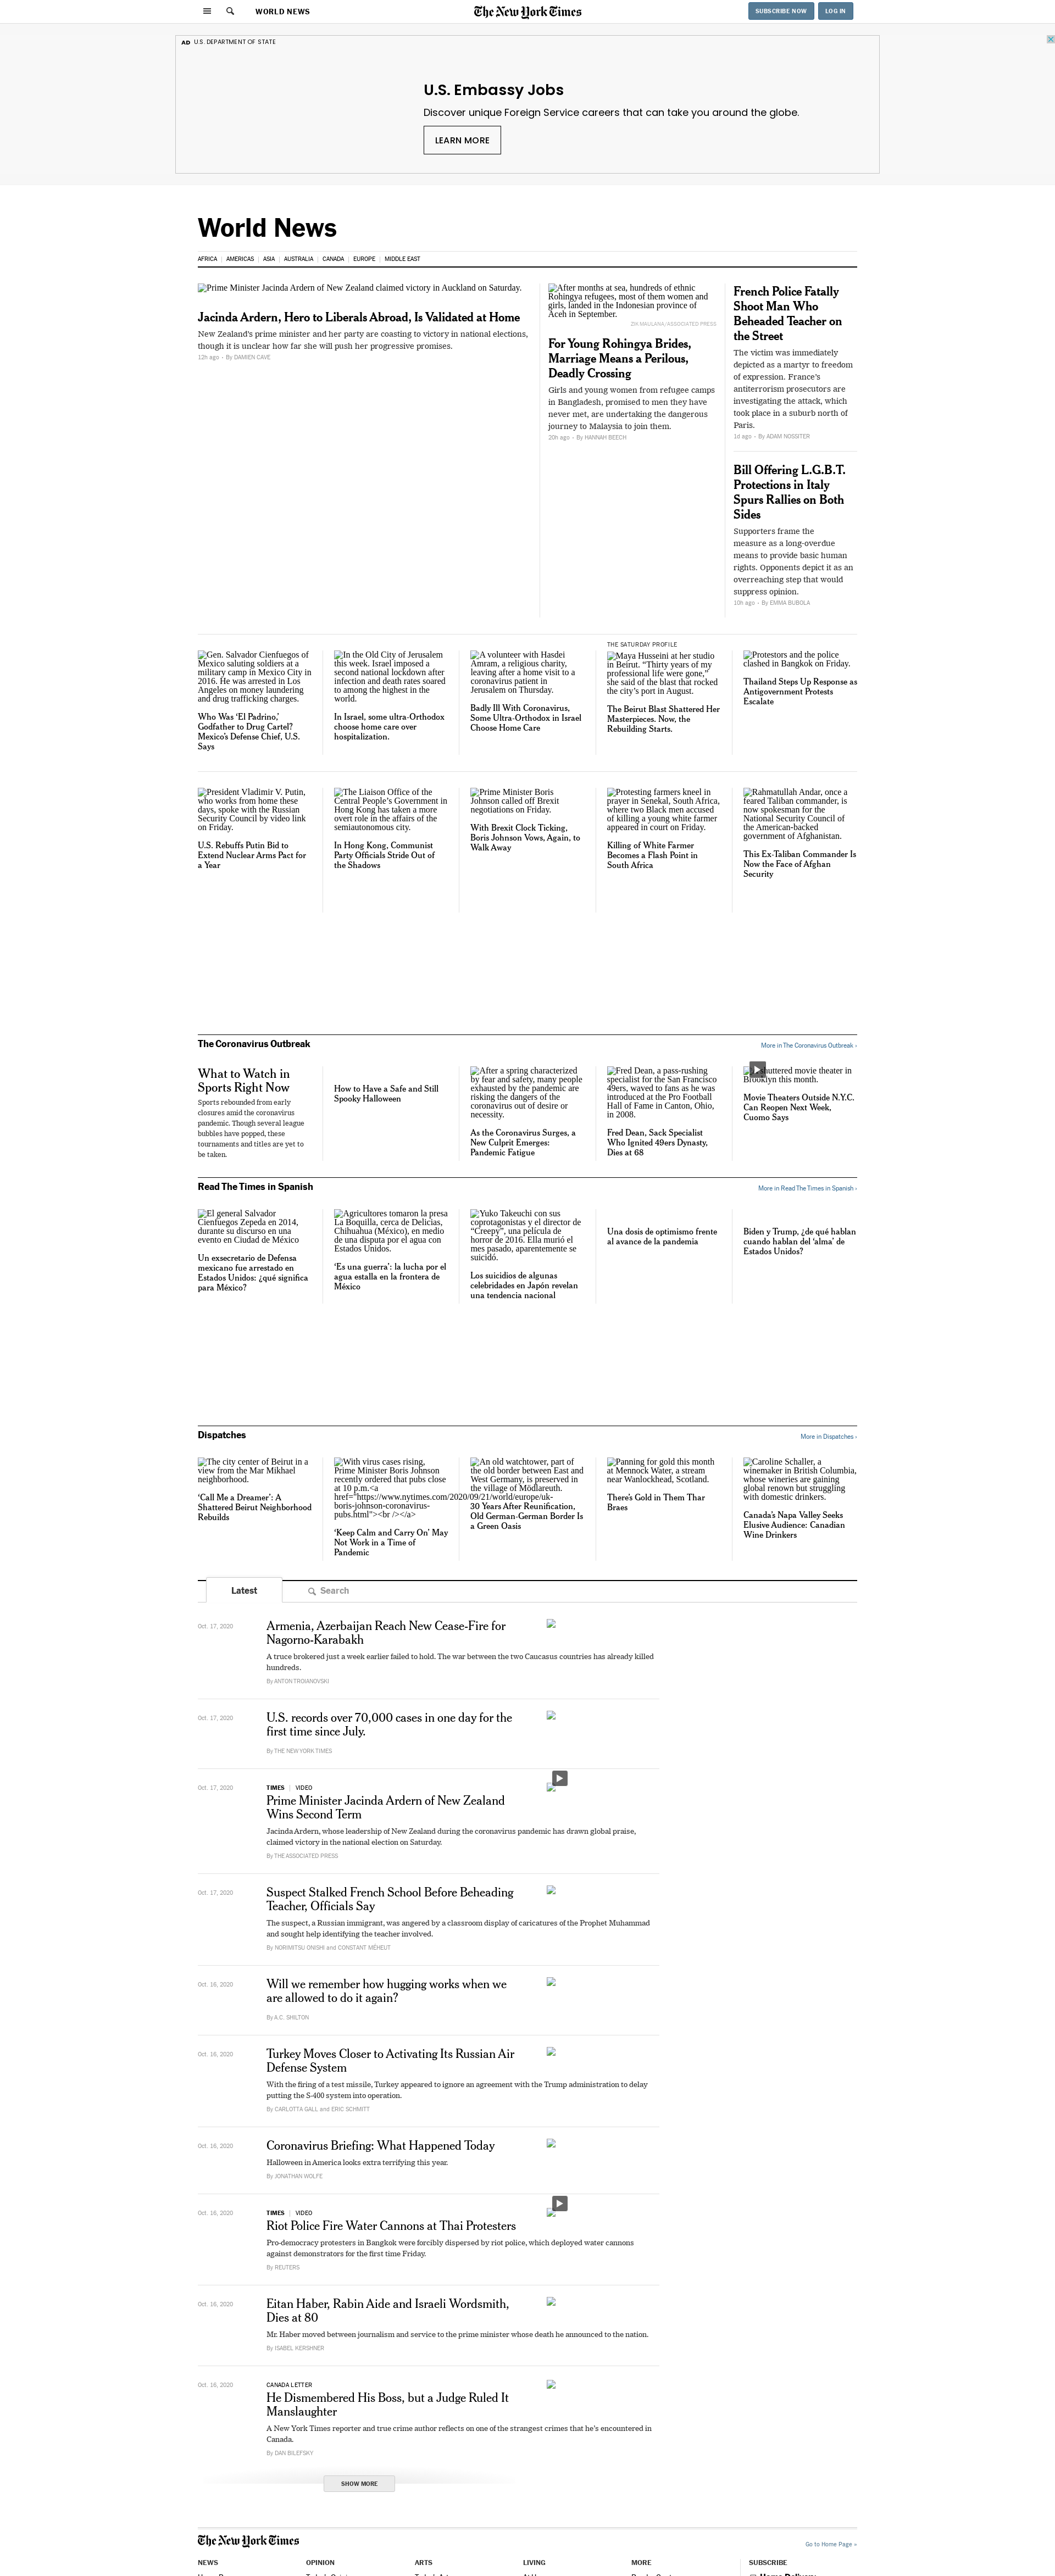 WORLD NEWS
The New York Times
SUBSCRIBE NOW
LOG IN
AD U.S. DEPARTMENT OF STATE
U.S. Embassy Jobs
Discover unique Foreign Service careers that can take you around the globe.
LEARN MORE
World News
AFRICA | AMERICAS | ASIA | AUSTRALIA | CANADA | EUROPE | MIDDLE EAST
Prime Minister Jacinda Ardern of New Zealand claimed victory in Auckland on Saturday.
Jacinda Ardern, Hero to Liberals Abroad, Is Validated at Home
New Zealand's prime minister and her party are coasting to victory in national elections,
though it is unclear how far she will push her progressive promises.
12h ago - By DAMIEN CAVE
After months at sea, hundreds of ethnic
Rohingya refugees, most of them women and
girls, landed in the Indonesian province of
Aceh in September.
ZIK MAULANA/ASSOCIATED PRESS
For Young Rohingya Brides,
Marriage Means a Perilous,
Deadly Crossing
Girls and young women from refugee camps
in Bangladesh, promised to men they have
never met, are undertaking the dangerous
journey to Malaysia to join them.
20h ago - By HANNAH BEECH
French Police Fatally
Shoot Man Who
Beheaded Teacher on
the Street
The victim was immediately
depicted as a martyr to freedom
of expression. France's
antiterrorism prosecutors are
investigating the attack, which
took place in a suburb north of
Paris.
1d ago - By ADAM NOSSITER
Bill Offering L.G.B.T.
Protections in Italy
Spurs Rallies on Both
Sides
Supporters frame the
measure as a long-overdue
means to provide basic human
rights. Opponents depict it as an
overreaching step that would
suppress opinion.
10h ago - By EMMA BUBOLA
Gen. Salvador Cienfuegos of
Mexico saluting soldiers at a
military camp in Mexico City in
2016. He was arrested in Los
Angeles on money laundering
and drug trafficking charges.
Who Was ‘El Padrino,’
Godfather to Drug Cartel?
Mexico’s Defense Chief, U.S.
Says
In the Old City of Jerusalem
this week. Israel imposed a
second national lockdown after
infection and death rates soared
to among the highest in the
world.
In Israel, some ultra-Orthodox
choose home care over
hospitalization.
A volunteer with Hasdei
Amram, a religious charity,
leaving after a home visit to a
coronavirus patient in
Jerusalem on Thursday.
Badly Ill With Coronavirus,
Some Ultra-Orthodox in Israel
Choose Home Care
THE SATURDAY PROFILE
Maya Husseini at her studio
in Beirut. “Thirty years of my
professional life were gone,”
she said of the blast that rocked
the city’s port in August.
The Beirut Blast Shattered Her
Masterpieces. Now, the
Rebuilding Starts.
Protestors and the police
clashed in Bangkok on Friday.
Thailand Steps Up Response as
Antigovernment Protests
Escalate
President Vladimir V. Putin,
who works from home these
days, spoke with the Russian
Security Council by video link
on Friday.
U.S. Rebuffs Putin Bid to
Extend Nuclear Arms Pact for
a Year
The Liaison Office of the
Central People’s Government in
Hong Kong has taken a more
overt role in the affairs of the
semiautonomous city.
In Hong Kong, Communist
Party Officials Stride Out of
the Shadows
Prime Minister Boris
Johnson called off Brexit
negotiations on Friday.
With Brexit Clock Ticking,
Boris Johnson Vows, Again, to
Walk Away
Protesting farmers kneel in
prayer in Senekal, South Africa,
where two Black men accused
of killing a young white farmer
appeared in court on Friday.
Killing of White Farmer
Becomes a Flash Point in
South Africa
Rahmatullah Andar, once a
feared Taliban commander, is
now spokesman for the
National Security Council of
the American-backed
government of Afghanistan.
This Ex-Taliban Commander Is
Now the Face of Afghan
Security
The Coronavirus Outbreak
More in The Coronavirus Outbreak »
What to Watch in
Sports Right Now
Sports rebounded from early
closures amid the coronavirus
pandemic. Though several league
bubbles have popped, these
tournaments and titles are yet to
be taken.
How to Have a Safe and Still
Spooky Halloween
After a spring characterized
by fear and safety, many people
exhausted by the pandemic are
risking the dangers of the
coronavirus out of desire or
necessity.
As the Coronavirus Surges, a
New Culprit Emerges:
Pandemic Fatigue
Fred Dean, a pass-rushing
specialist for the San Francisco
49ers, waved to fans as he was
introduced at the Pro Football
Hall of Fame in Canton, Ohio,
in 2008.
Fred Dean, Sack Specialist
Who Ignited 49ers Dynasty,
Dies at 68
shuttered movie theater in
Brooklyn this month.
Movie Theaters Outside N.Y.C.
Can Reopen Next Week,
Cuomo Says
Read The Times in Spanish
More in Read The Times in Spanish »
El general Salvador
Cienfuegos Zepeda en 2014,
durante un discurso en una
evento en Ciudad de México
Un exsecretario de Defensa
mexicano fue arrestado en
Estados Unidos: ¿qué significa
para México?
Agricultores tomaron la presa
La Boquilla, cerca de Delicias,
Chihuahua (México), en medio
de una disputa por el agua con
Estados Unidos.
‘Es una guerra’: la lucha por el
agua estalla en la frontera de
México
Yuko Takeuchi con sus
coprotagonistas y el director de
“Creepy”, una película de
horror de 2016. Ella murió el
mes pasado, aparentemente se
suicidó.
Los suicidios de algunas
celebridades en Japón revelan
una tendencia nacional
Una dosis de optimismo frente
al avance de la pandemia
Biden y Trump, ¿de qué hablan
cuando hablan del ‘alma’ de
Estados Unidos?
Dispatches
More in Dispatches »
The city center of Beirut in a
view from the Mar Mikhael
neighborhood.
‘Call Me a Dreamer’: A
Shattered Beirut Neighborhood
Rebuilds
With virus cases rising,
Prime Minister Boris Johnson
recently ordered that pubs close
at 10 p.m.<a
href="https://www.nytimes.com/2020/09/21/world/europe/uk-
boris-johnson-coronavirus-
pubs.html"><br /></a>
‘Keep Calm and Carry On’ May
Not Work in a Time of
Pandemic
An old watchtower, part of
the old border between East and
West Germany, is preserved in
the village of Mödlareuth.
30 Years After Reunification,
Old German-German Border Is
a Green Oasis
Panning for gold this month
at Mennock Water, a stream
near Wanlockhead, Scotland.
There’s Gold in Them Thar
Braes
Caroline Schaller, a
winemaker in British Columbia,
whose wineries are gaining
global renown but struggling
with domestic drinkers.
Canada’s Napa Valley Seeks
Elusive Audience: Canadian
Wine Drinkers
Latest
Search
Oct. 17, 2020
Armenia, Azerbaijan Reach New Cease-Fire for
Nagorno-Karabakh
A truce brokered just a week earlier failed to hold. The war between the two Caucasus countries has already killed
hundreds.
By ANTON TROIANOVSKI
Oct. 17, 2020
U.S. records over 70,000 cases in one day for the
first time since July.
By THE NEW YORK TIMES
Oct. 17, 2020
TIMES | VIDEO
Prime Minister Jacinda Ardern of New Zealand
Wins Second Term
Jacinda Ardern, whose leadership of New Zealand during the coronavirus pandemic has drawn global praise,
claimed victory in the national election on Saturday.
By THE ASSOCIATED PRESS
Oct. 17, 2020
Suspect Stalked French School Before Beheading
Teacher, Officials Say
The suspect, a Russian immigrant, was angered by a classroom display of caricatures of the Prophet Muhammad
and sought help identifying the teacher involved.
By NORIMITSU ONISHI and CONSTANT MÉHEUT
Oct. 16, 2020
Will we remember how hugging works when we
are allowed to do it again?
By A.C. SHILTON
Oct. 16, 2020
Turkey Moves Closer to Activating Its Russian Air
Defense System
With the firing of a test missile, Turkey appeared to ignore an agreement with the Trump administration to delay
putting the S-400 system into operation.
By CARLOTTA GALL and ERIC SCHMITT
Oct. 16, 2020
Coronavirus Briefing: What Happened Today
Halloween in America looks extra terrifying this year.
By JONATHAN WOLFE
Oct. 16, 2020
TIMES | VIDEO
Riot Police Fire Water Cannons at Thai Protesters
Pro-democracy protesters in Bangkok were forcibly dispersed by riot police, which deployed water cannons
against demonstrators for the first time Friday.
By REUTERS
Oct. 16, 2020
Eitan Haber, Rabin Aide and Israeli Wordsmith,
Dies at 80
Mr. Haber moved between journalism and service to the prime minister whose death he announced to the nation.
By ISABEL KERSHNER
Oct. 16, 2020
CANADA LETTER
He Dismembered His Boss, but a Judge Ruled It
Manslaughter
A New York Times reporter and true crime author reflects on one of the strangest crimes that he's encountered in
Canada.
By DAN BILEFSKY
SHOW MORE
The New York Times
Go to Home Page »
NEWS
OPINION
ARTS
LIVING
MORE
SUBSCRIBE